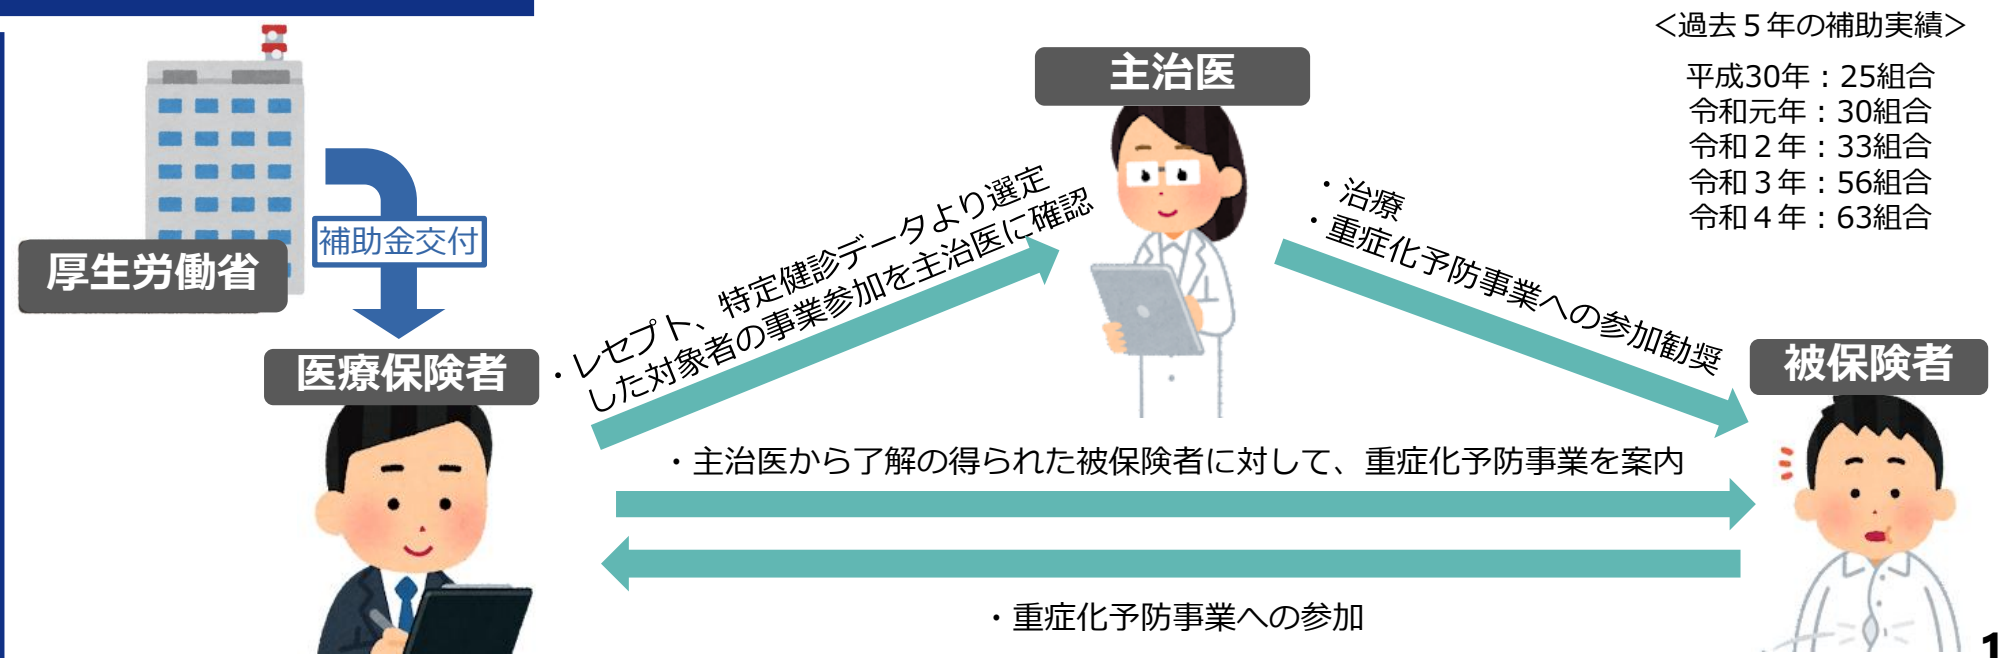 ＜過去５年の補助実績＞
平成30年：25組合
令和元年：30組合
令和２年：33組合
令和３年：56組合
令和４年：63組合
主治医
厚生労働省
補助金交付
医療保険者
・レセプト、特定健診データより選定
した対象者の事業参加を主治医に確認
・治療
・重症化予防事業への参加勧奨
被保険者
・主治医から了解の得られた被保険者に対して、重症化予防事業を案内
・重症化予防事業への参加
1